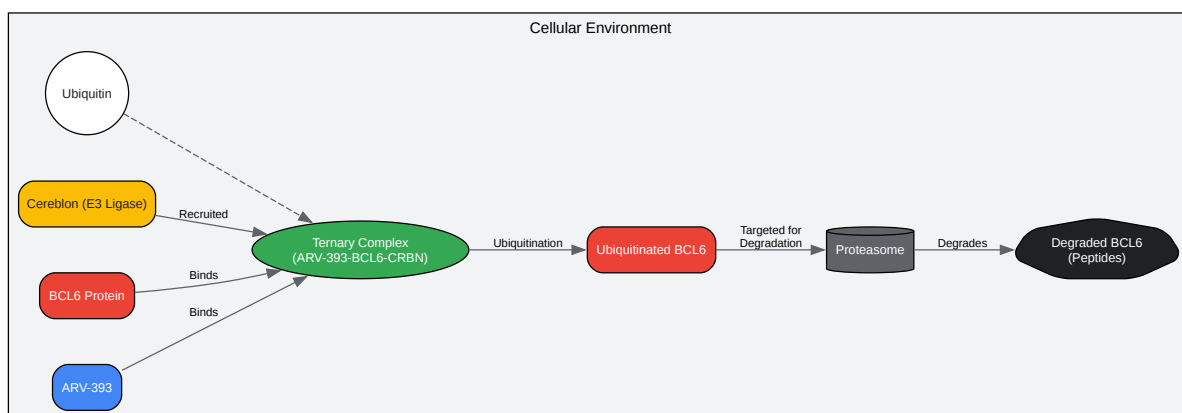 Cellular Environment
Ubiquitin
Cereblon (E3 Ligase)
Recruited
BCL6 Protein
Binds
ARV-393
Binds
Ternary Complex
(ARV-393-BCL6-CRBN)
Ubiquitination
Ubiquitinated BCL6
Targeted for
Degradation
Proteasome
Degrades
Degraded BCL6
(Peptides)